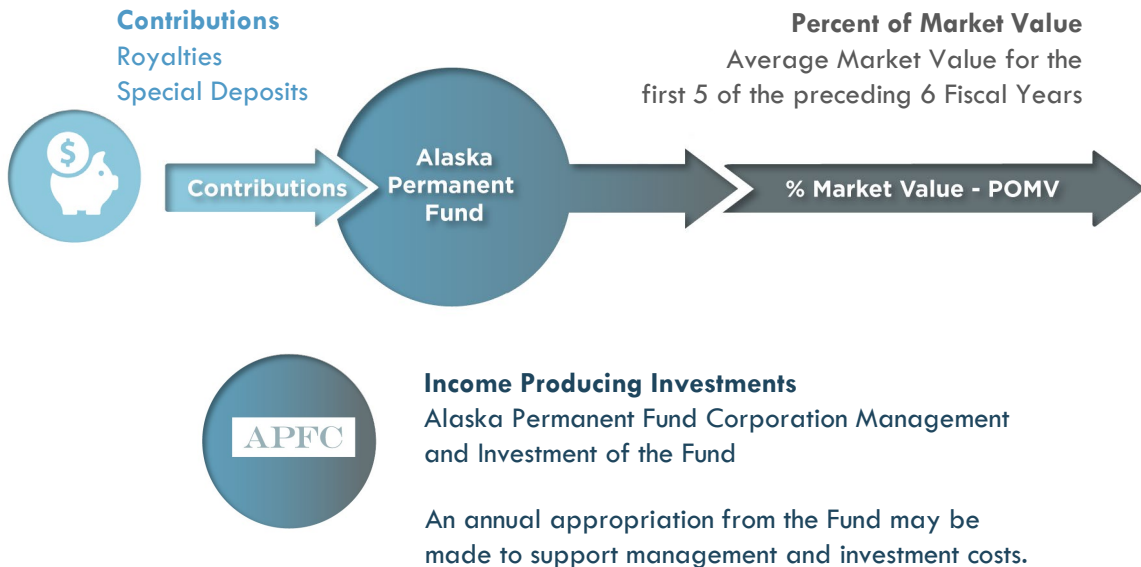 Contributions
Royalties
Special Deposits
Percent of Market Value
Average Market Value for the
first 5 of the preceding 6 Fiscal Years
$
Contributions
Alaska
Permanent
Fund
% Market Value - POMV
APFC
Income Producing Investments
Alaska Permanent Fund Corporation Management
and Investment of the Fund
An annual appropriation from the Fund may be
made to support management and investment costs.